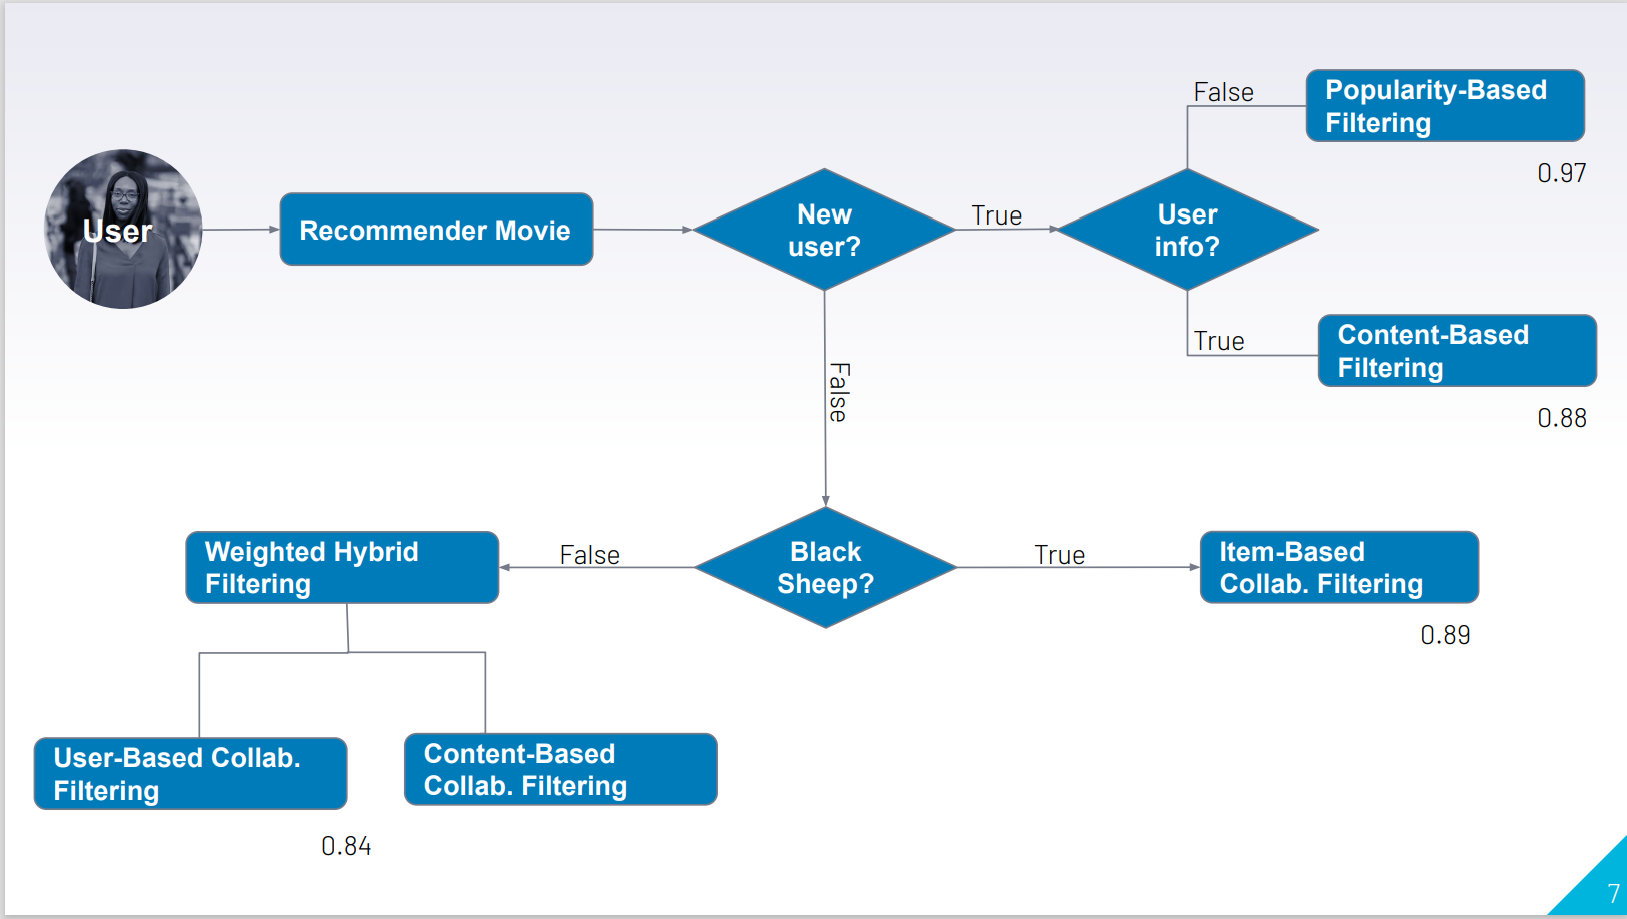 False
Popularity-Based
Filtering
0.97
User
Recommender Movie
New
user?
True
User
info?
True
Content-Based
Filtering
0.88
False
Weighted Hybrid
Filtering
False
Black
Sheep?
True
Item-Based
Collab. Filtering
0.89
User-Based Collab.
Filtering
Content-Based
Collab. Filtering
0.84
7